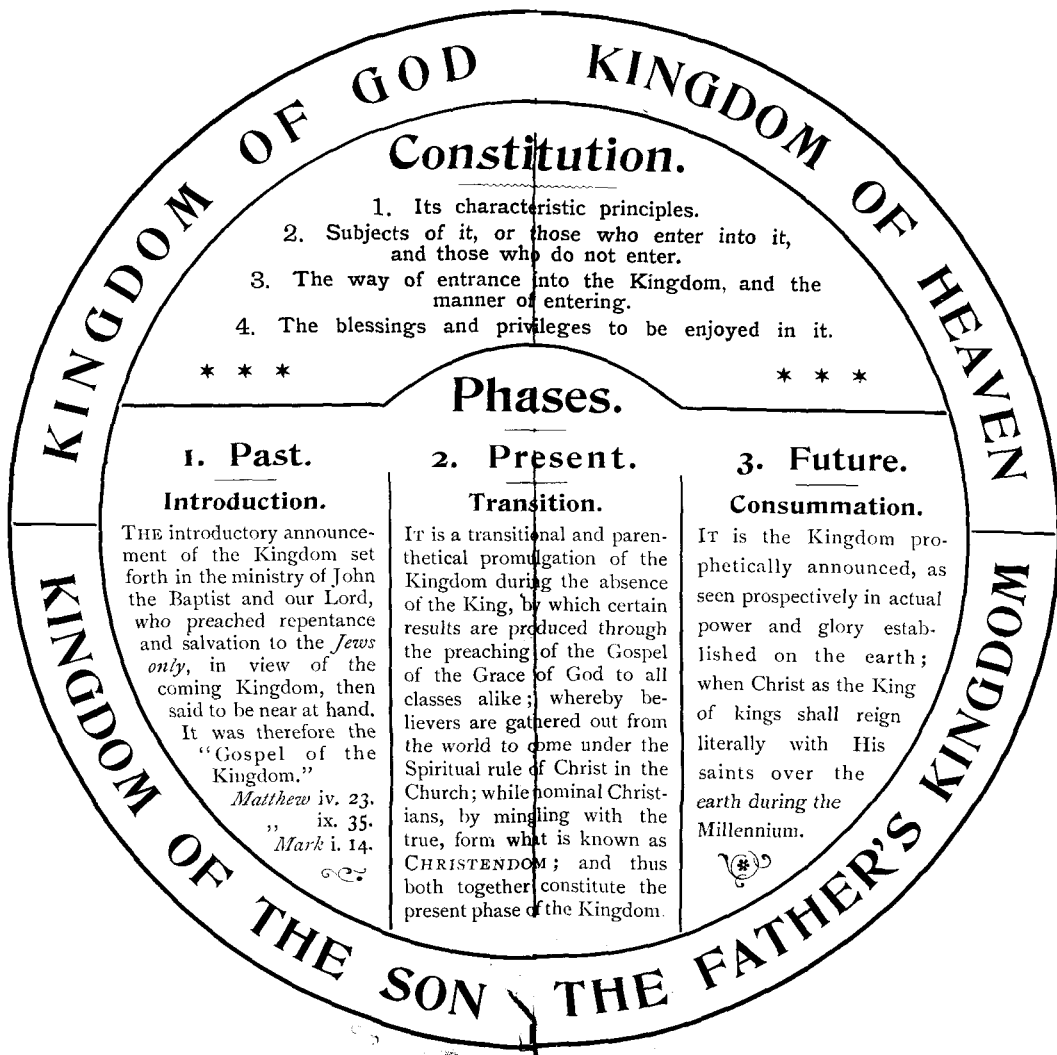 KINGDOM OF GOD
KINGDOM OF HEAVEN
Constitution.
1. Its characteristic principles.
2. Subjects of it, or those who enter into it,
and those who do not enter.
3. The way of entrance into the Kingdom, and the
manner of entering.
4. The blessings and privileges to be enjoyed in it.
* * *
* * *
Phases.
1. Past.
Introduction.
THE introductory announce-
ment of the Kingdom set
forth in the ministry of John
the Baptist and our Lord,
who preached repentance
and salvation to the Jews
only, in view of the
coming Kingdom, then
said to be near at hand.
It was therefore the
"Gospel of the
Kingdom."
Matthew iv. 23.
,, ix. 35.
Mark i. 14.
2. Present.
Transition.
IT is a transitional and paren-
thetical promulgation of the
Kingdom during the absence
of the King, by which certain
results are produced through
the preaching of the Gospel
of the Grace of God to all
classes alike; whereby be-
lievers are gathered out from
the world to come under the
Spiritual rule of Christ in the
Church; while nominal Christ-
ians, by mingling with the
true, form what is known as
CHRISTENDOM; and thus
both together constitute the
present phase of the Kingdom.
3. Future.
Consummation.
IT is the Kingdom pro-
phetically announced, as
seen prospectively in actual
power and glory estab-
lished on the earth;
when Christ as the King
of kings shall reign
literally with His
saints over the
earth during the
Millennium.
KINGDOM OF THE SON
THE FATHER'S KINGDOM